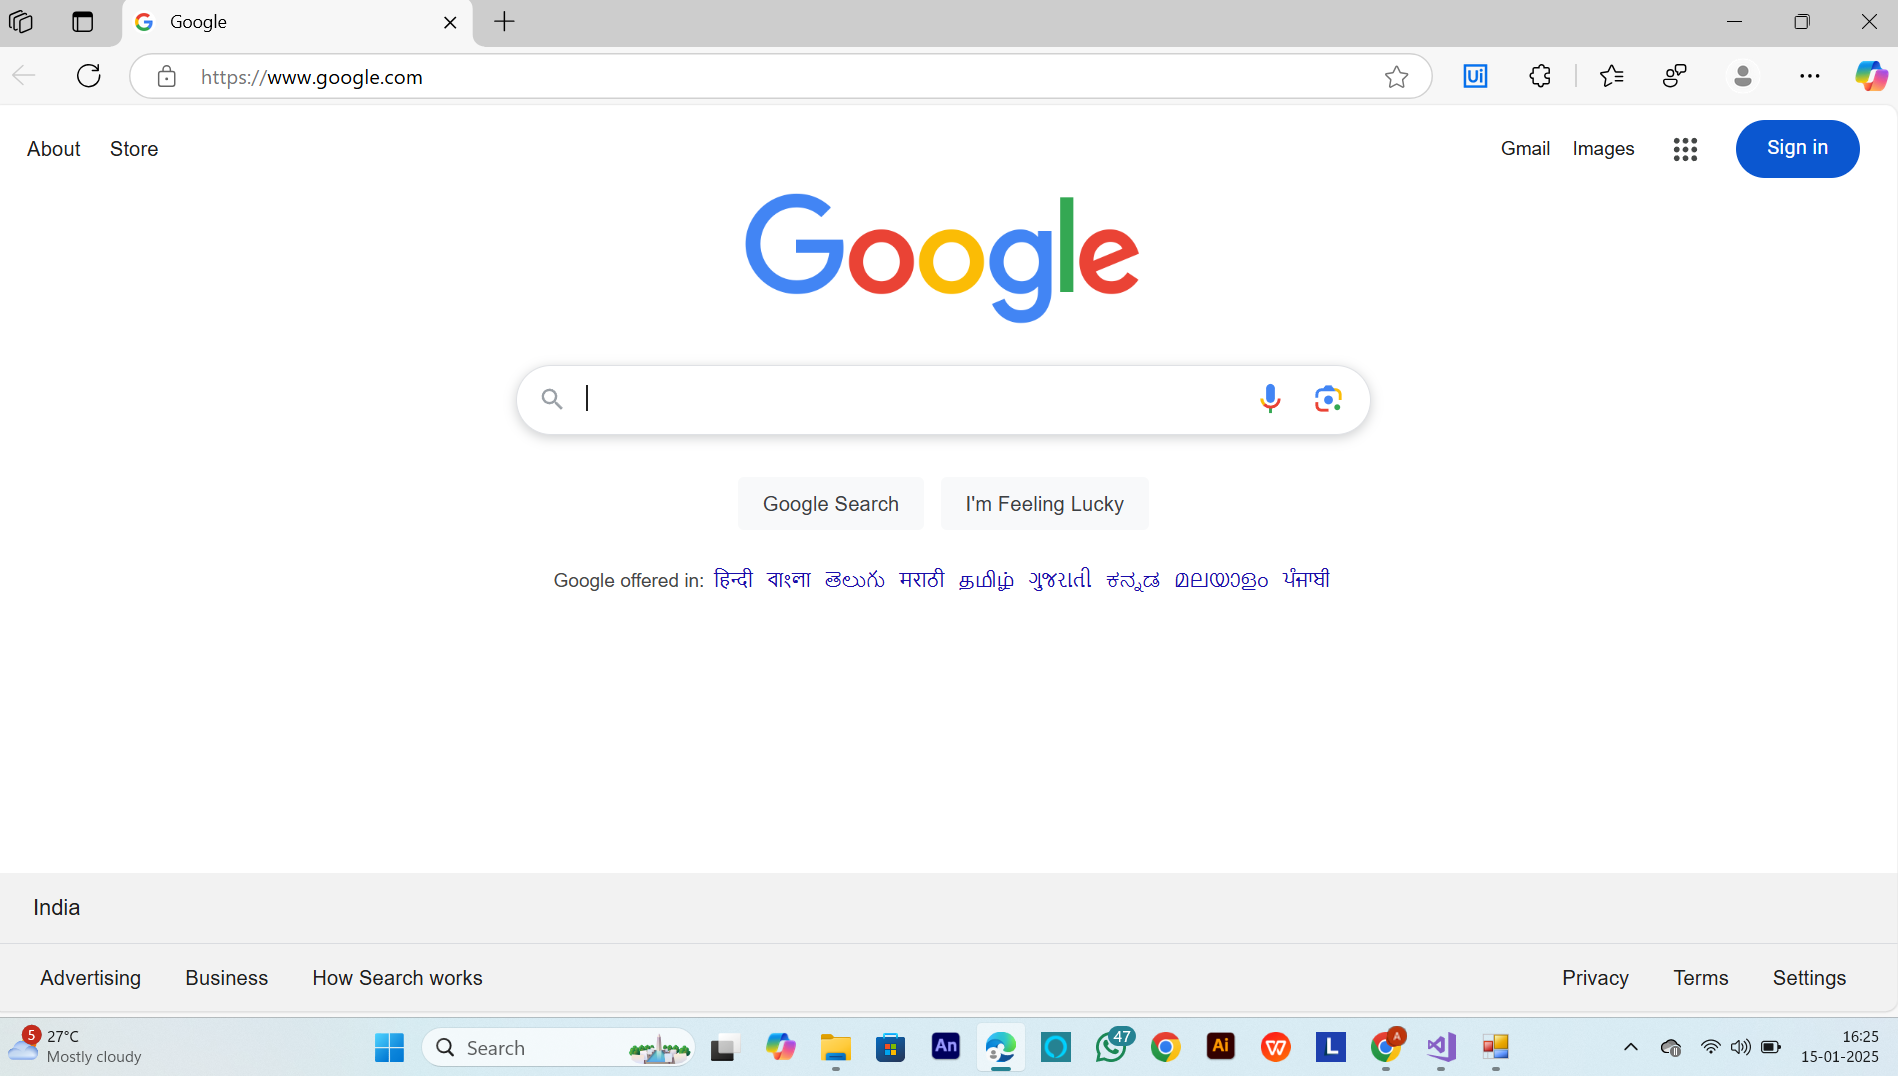 Google
https://www.google.com
Ui
About Store
Gmail Images Sign in
Google
Google Search I'm Feeling Lucky
Google offered in: हिन्दी বাংলা తెలుగు मराठी தமிழ் ગુજરાતી ಕನ್ನಡ മലയാളം ਪੰਜਾਬੀ
India
Advertising Business How Search works Privacy Terms Settings
5 27°C
Mostly cloudy
Search
An
47
Ai
L
A
16:25
15-01-2025